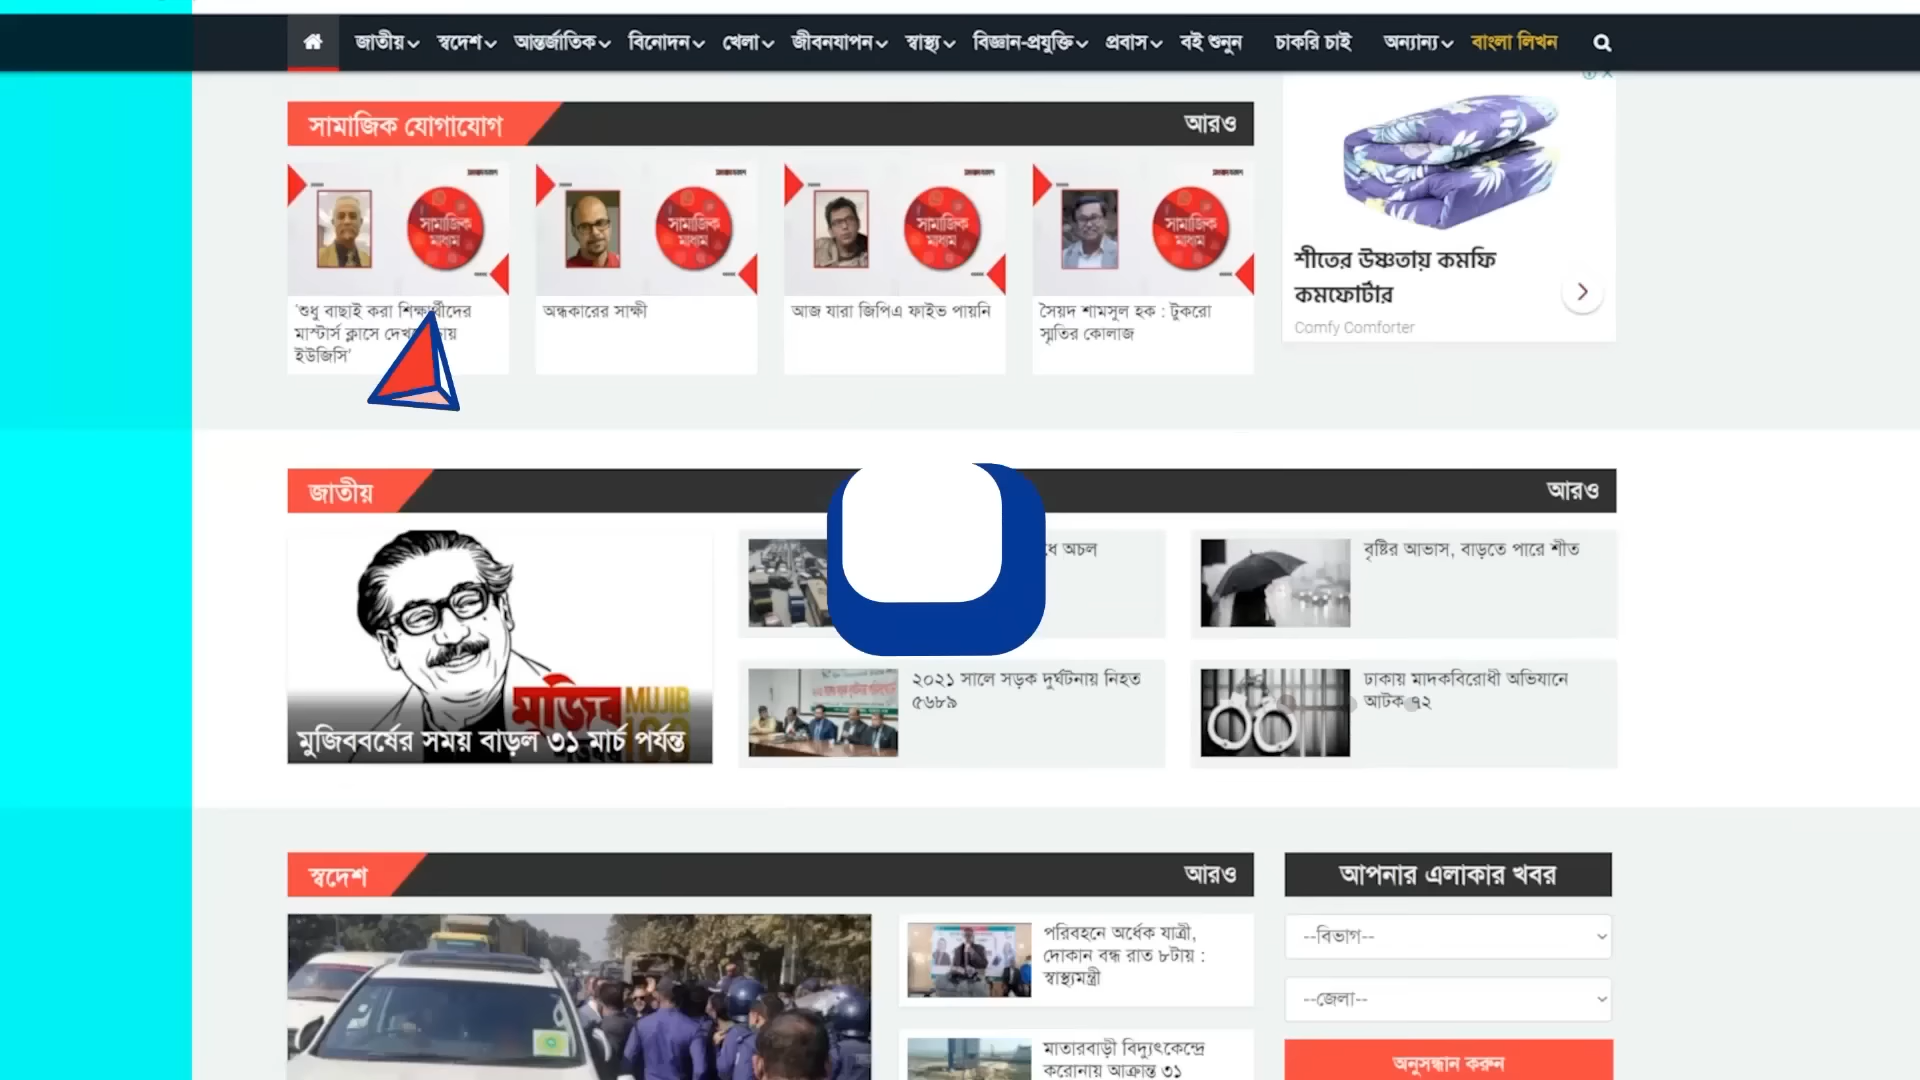 জাতীয় স্বদেশ আন্তর্জাতিক বিনোদন খেলা জীবনযাপন স্বাস্থ্য বিজ্ঞান-প্রযুক্তি প্রবাস বই শুনুন চাকরি চাই অন্যান্য বাংলা লিখন
সামাজিক যোগাযোগ
আরও
সামাজিক
মাধ্যম
সামাজিক
মাধ্যম
সামাজিক
মাধ্যম
সামাজিক
মাধ্যম
'শুধু বাছাই করা শিক্ষার্থীদের
মাস্টার্স ক্লাসে
ইউজিসি'
অন্ধকারের সাক্ষী
আজ যারা জিপিএ ফাইভ পায়নি
সৈয়দ শামসুল হক : টুকরো
স্মৃতির কোলাজ
শীতের উষ্ণতায় কমফি
কমফোর্টার
Comfy Comforter
জাতীয়
আরও
মুজিব MUJIB
100
মুজিববর্ষের সময় বাড়ল ৩১ মার্চ পর্যন্ত
অচল
২০২১ সালে সড়ক দুর্ঘটনায় নিহত
৫৬৮৯
বৃষ্টির আভাস, বাড়তে পারে শীত
ঢাকায় মাদকবিরোধী অভিযানে
আটক ৭২
স্বদেশ
আরও
পরিবহনে অর্ধেক যাত্রী,
দোকান বন্ধ রাত ৮টায় :
স্বাস্থ্যমন্ত্রী
মাতারবাড়ী বিদ্যুৎকেন্দ্রে
করোনায় আক্রান্ত ৩১
আপনার এলাকার খবর
--বিভাগ--
--জেলা--
অনুসন্ধান করুন